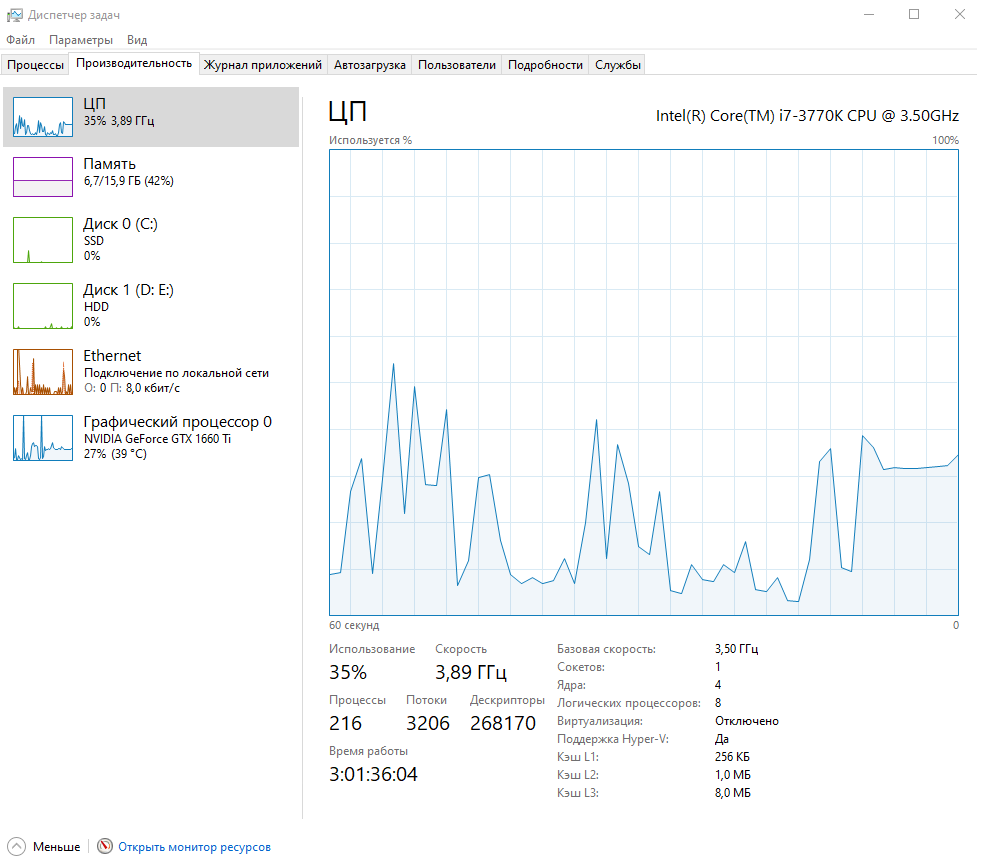 Диспетчер задач
Файл Параметры Вид
Процессы Производительность Журнал приложений Автозагрузка Пользователи Подробности Службы
ЦП
35% 3,89 ГГц
Память
6,7/15,9 ГБ (42%)
Диск 0 (C:)
SSD
0%
Диск 1 (D: E:)
HDD
0%
Ethernet
Подключение по локальной сети
О: 0 П: 8,0 кбит/с
Графический процессор 0
NVIDIA GeForce GTX 1660 Ti
27% (39 °C)
ЦП Intel(R) Core(TM) i7-3770K CPU @ 3.50GHz
Используется % 100%
60 секунд 0
Использование Скорость
35% 3,89 ГГц
Процессы Потоки Дескрипторы
216 3206 268170
Время работы
3:01:36:04
Базовая скорость: 3,50 ГГц
Сокетов: 1
Ядра: 4
Логических процессоров: 8
Виртуализация: Отключено
Поддержка Hyper-V: Да
Кэш L1: 256 КБ
Кэш L2: 1,0 МБ
Кэш L3: 8,0 МБ
Меньше Открыть монитор ресурсов